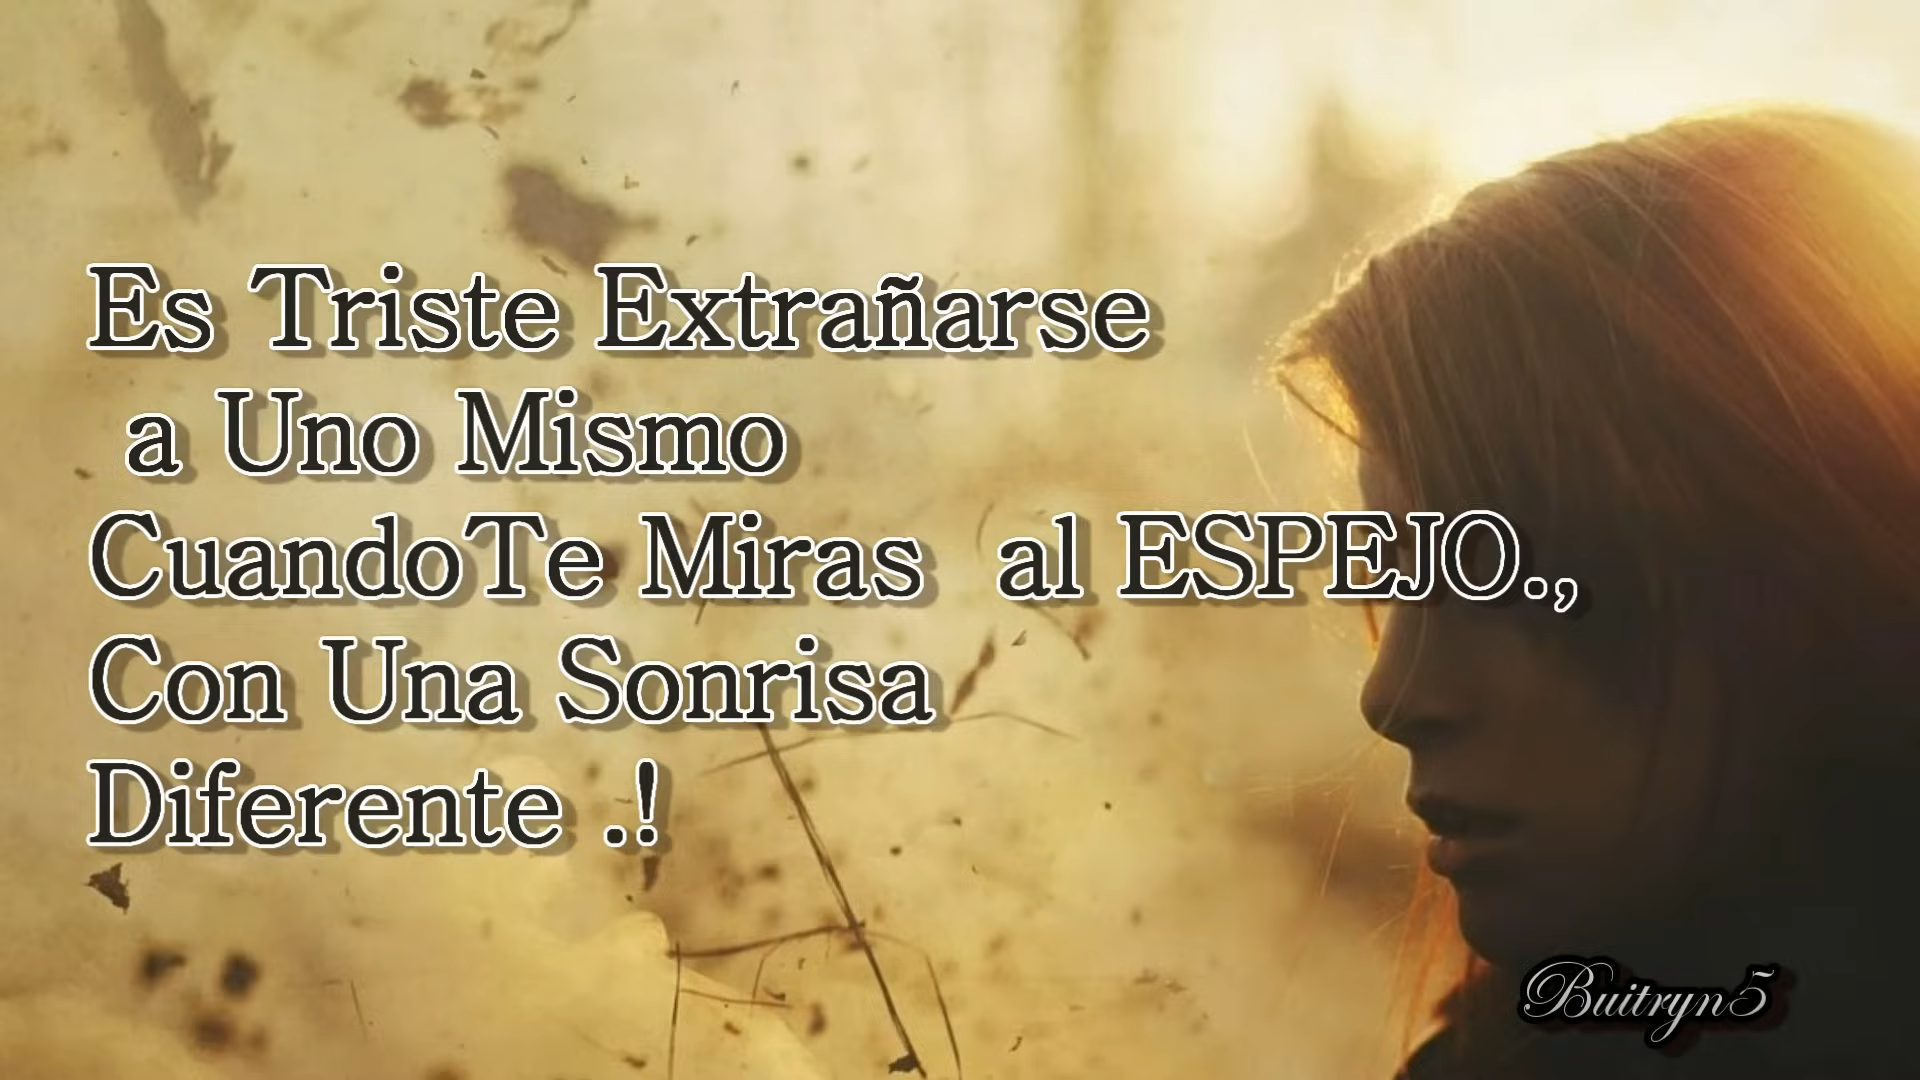 Es Triste Extrañarse
a Uno Mismo
CuandoTe Miras al ESPEJO.,
Con Una Sonrisa
Diferente .!
Buitryn5